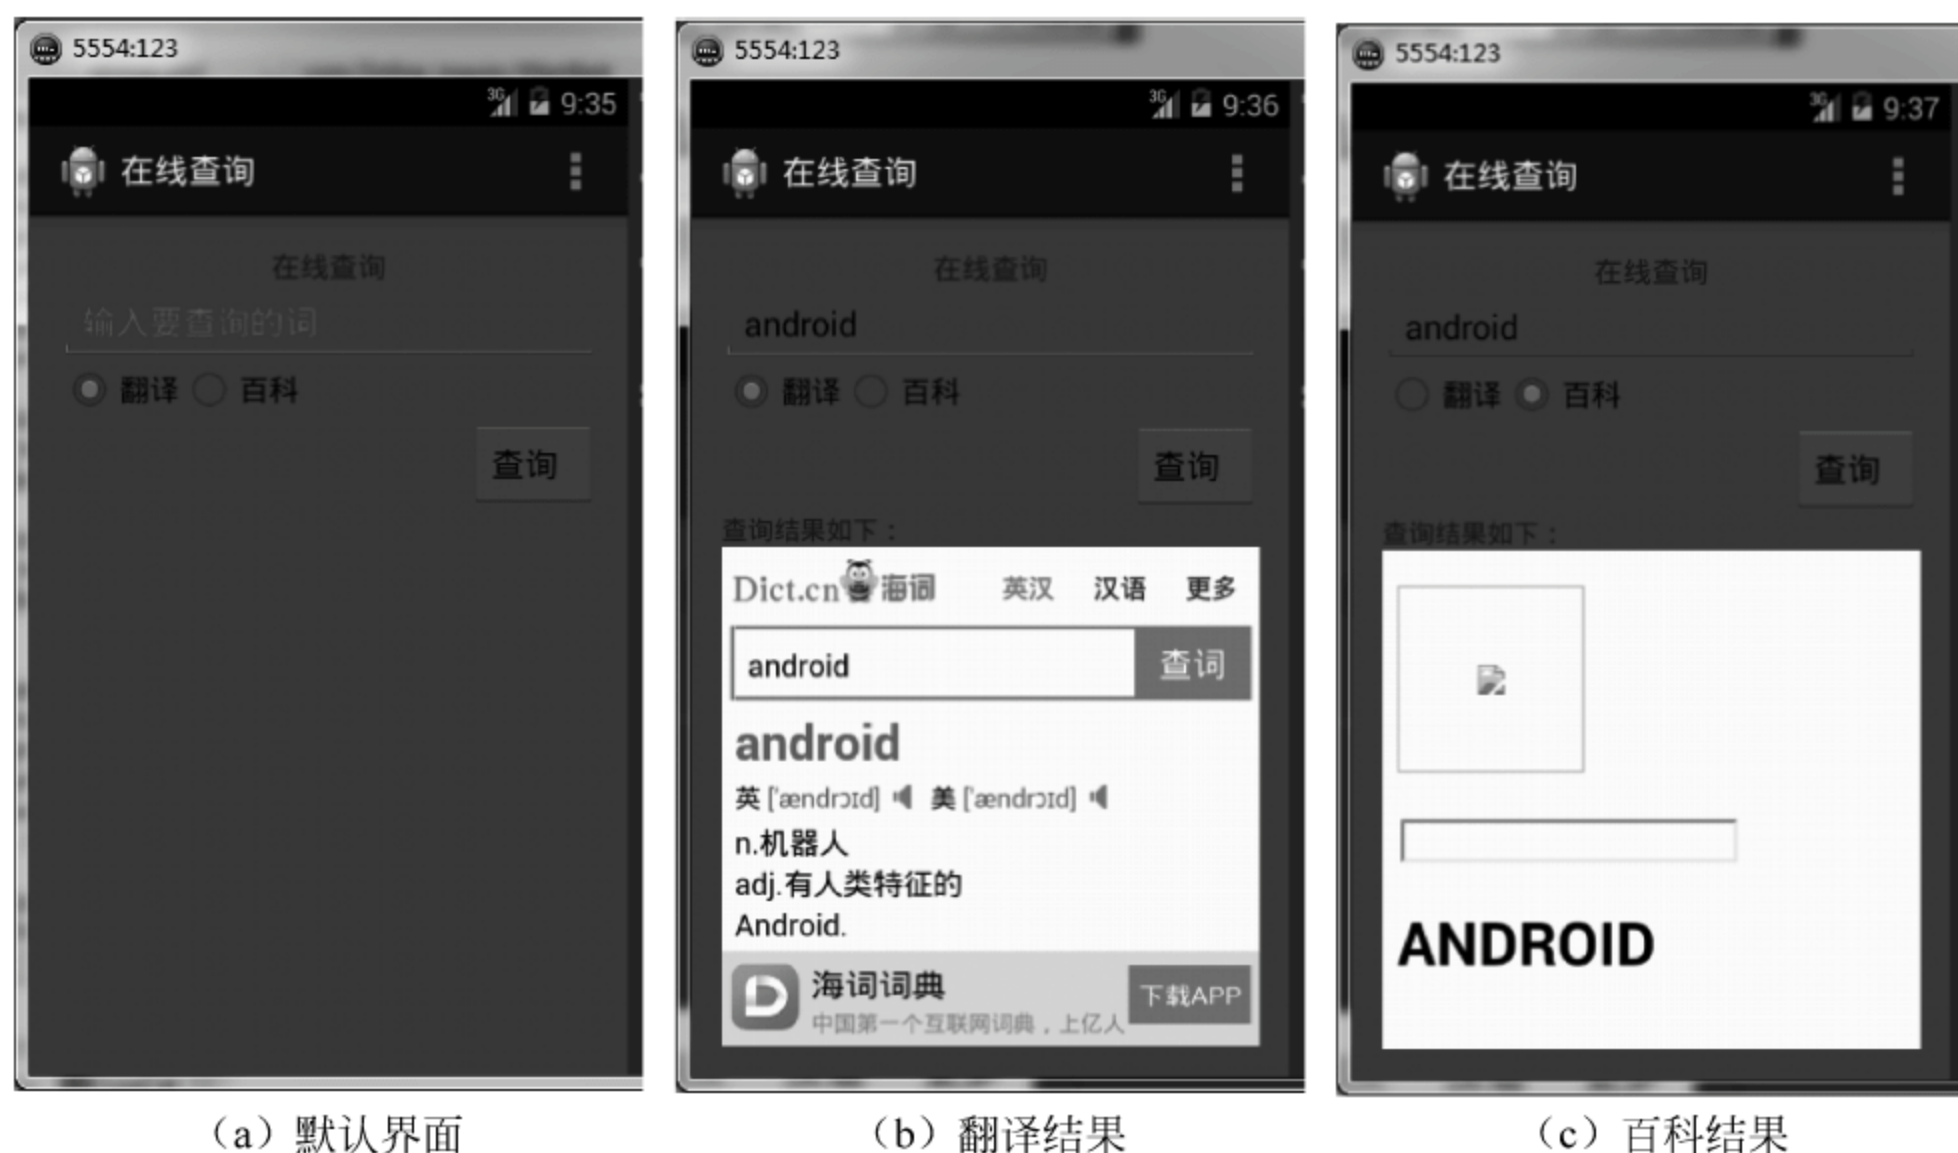 5554:123
3G 9:35
在线查询
在线查询
输入要查询的词
翻译 百科
查询
(a) 默认界面
5554:123
3G 9:36
在线查询
在线查询
android
翻译 百科
查询
查询结果如下：
Dict.cn 海词 英汉 汉语 更多
android 查词
android
英 ['ændrɔɪd] 美 ['ændrɔɪd]
n.机器人
adj.有人类特征的
Android.
海词词典
中国第一个互联网词典，上亿人
下载APP
(b) 翻译结果
5554:123
3G 9:37
在线查询
在线查询
android
翻译 百科
查询
查询结果如下：
ANDROID
(c) 百科结果